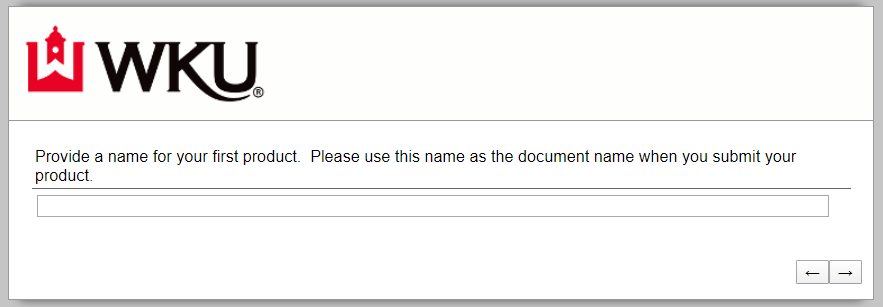 WKU®
Provide a name for your first product.  Please use this name as the document name when you submit your
product.
← →